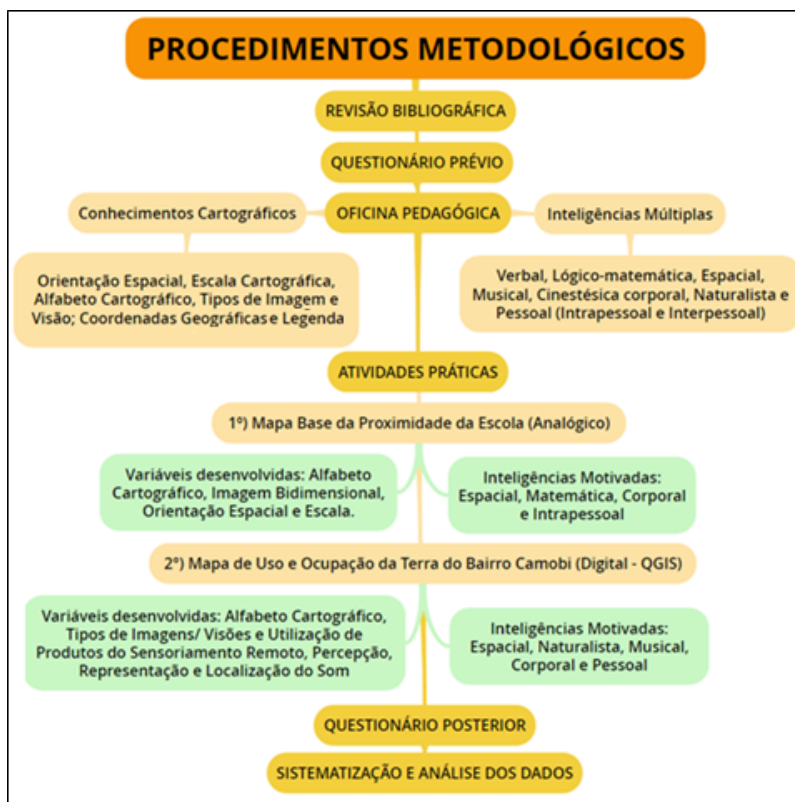 PROCEDIMENTOS METODOLÓGICOS
REVISÃO BIBLIOGRÁFICA
QUESTIONÁRIO PRÉVIO
Conhecimentos Cartográficos
OFICINA PEDAGÓGICA
Inteligências Múltiplas
Orientação Espacial, Escala Cartográfica,
Alfabeto Cartográfico, Tipos de Imagem e
Visão; Coordenadas Geográficas e Legenda
Verbal, Lógico-matemática, Espacial,
Musical, Cinestésica corporal, Naturalista e
Pessoal (Intrapessoal e Interpessoal)
ATIVIDADES PRÁTICAS
1º) Mapa Base da Proximidade da Escola (Analógico)
Variáveis desenvolvidas: Alfabeto
Cartográfico, Imagem Bidimensional,
Orientação Espacial e Escala.
Inteligências Motivadas:
Espacial, Matemática, Corporal
e Intrapessoal
2º) Mapa de Uso e Ocupação da Terra do Bairro Camobi (Digital - QGIS)
Variáveis desenvolvidas: Alfabeto Cartográfico,
Tipos de Imagens/ Visões e Utilização de
Produtos do Sensoriamento Remoto, Percepção,
Representação e Localização do Som
Inteligências Motivadas:
Espacial, Naturalista, Musical,
Corporal e Pessoal
QUESTIONÁRIO POSTERIOR
SISTEMATIZAÇÃO E ANÁLISE DOS DADOS